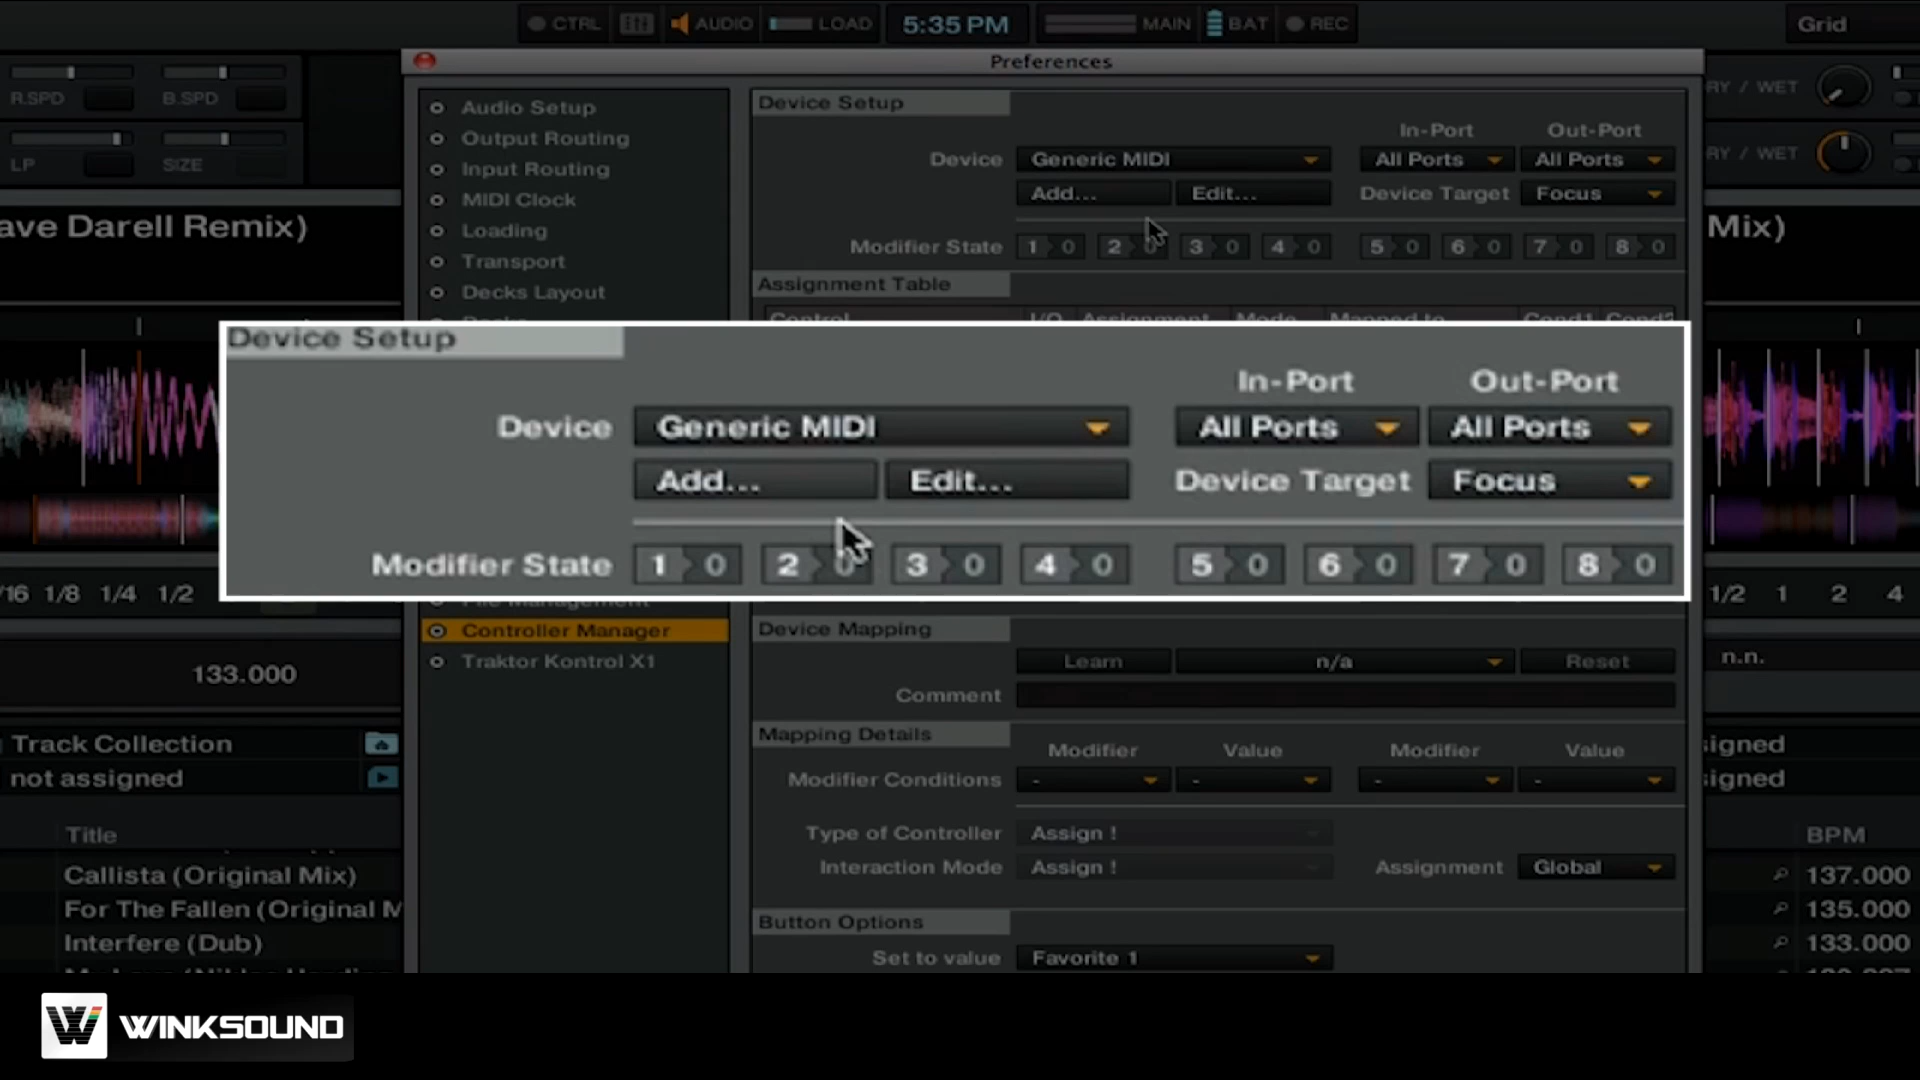 CTRL AUDIO LOAD 5:35 PM MAIN BAT REC Grid
Preferences
R.SPD B.SPD
LP SIZE
RY / WET
RY / WET
ave Darell Remix)
Mix)
Audio Setup
Output Routing
Input Routing
MIDI Clock
Loading
Transport
Decks Layout
Device Setup
In-Port Out-Port
Device Generic MIDI All Ports All Ports
Add... Edit... Device Target Focus
Modifier State 1 0 2 0 3 0 4 0 5 0 6 0 7 0 8 0
Assignment Table
Control I/O Assignment Mode Mapped to Cond1 Cond2
Device Setup
In-Port Out-Port
Device Generic MIDI All Ports All Ports
Add... Edit... Device Target Focus
Modifier State 1 0 2 0 3 0 4 0 5 0 6 0 7 0 8 0
/16 1/8 1/4 1/2
1/2 1 2 4
File Management
Controller Manager
Traktor Kontrol X1
133.000
n.n.
Device Mapping
Learn n/a Reset
Comment
Mapping Details
Modifier Value Modifier Value
Modifier Conditions - - - -
Type of Controller Assign !
Interaction Mode Assign ! Assignment Global
Button Options
Set to value Favorite 1
Track Collection
not assigned
igned
igned
Title
BPM
Callista (Original Mix)
137.000
For The Fallen (Original M
135.000
Interfere (Dub)
133.000
W WINKSOUND